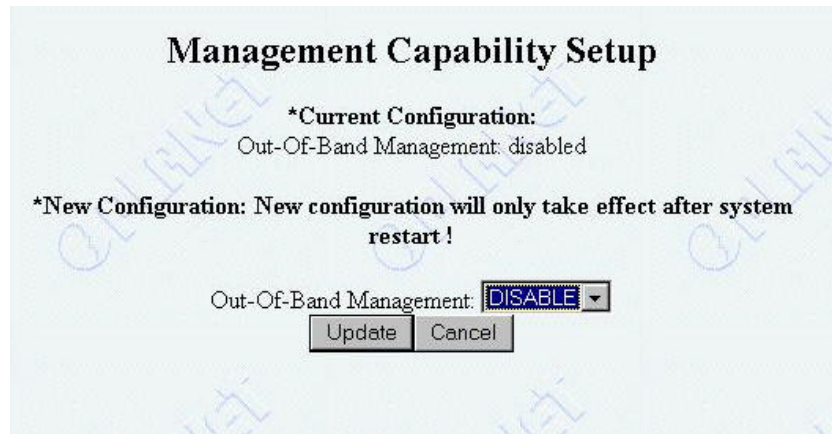 Management Capability Setup
*Current Configuration:
Out-Of-Band Management: disabled
*New Configuration: New configuration will only take effect after system
restart !
Out-Of-Band Management: DISABLE
Update Cancel